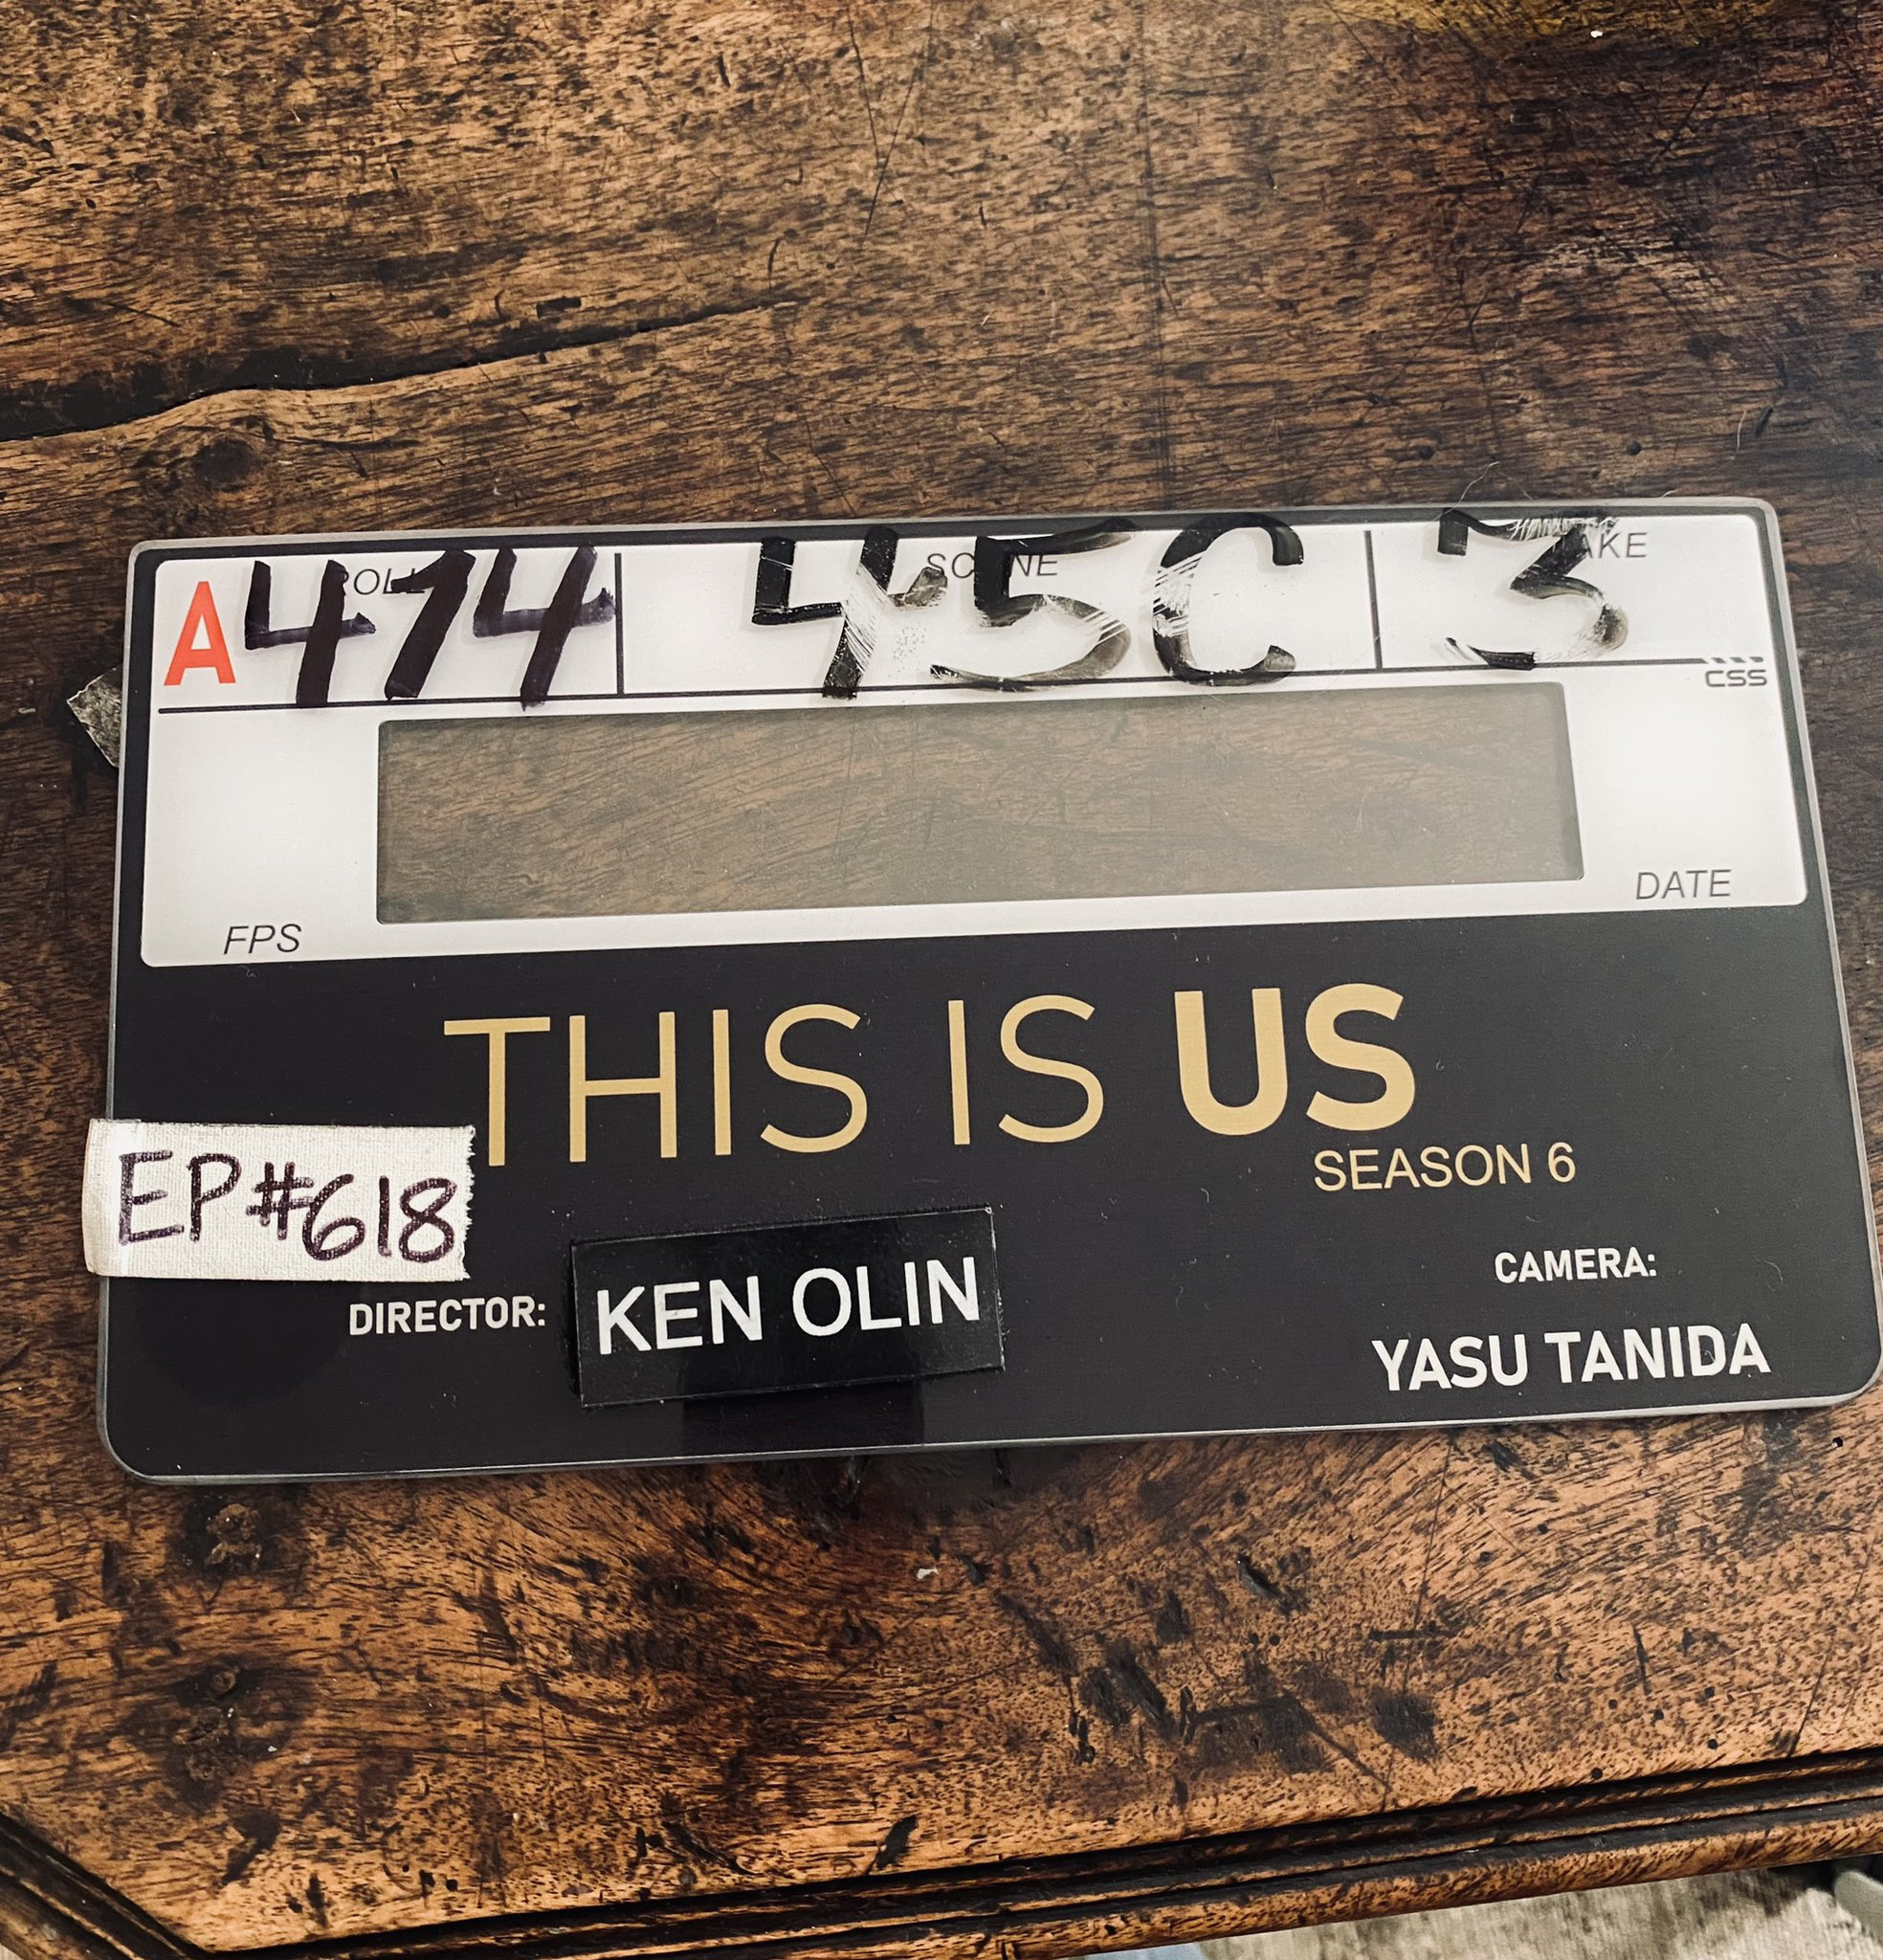 ROLL SCENE TAKE
A474 45C 3
CSS
FPS DATE
THIS IS US
SEASON 6
EP#618
DIRECTOR: KEN OLIN
CAMERA:
YASU TANIDA